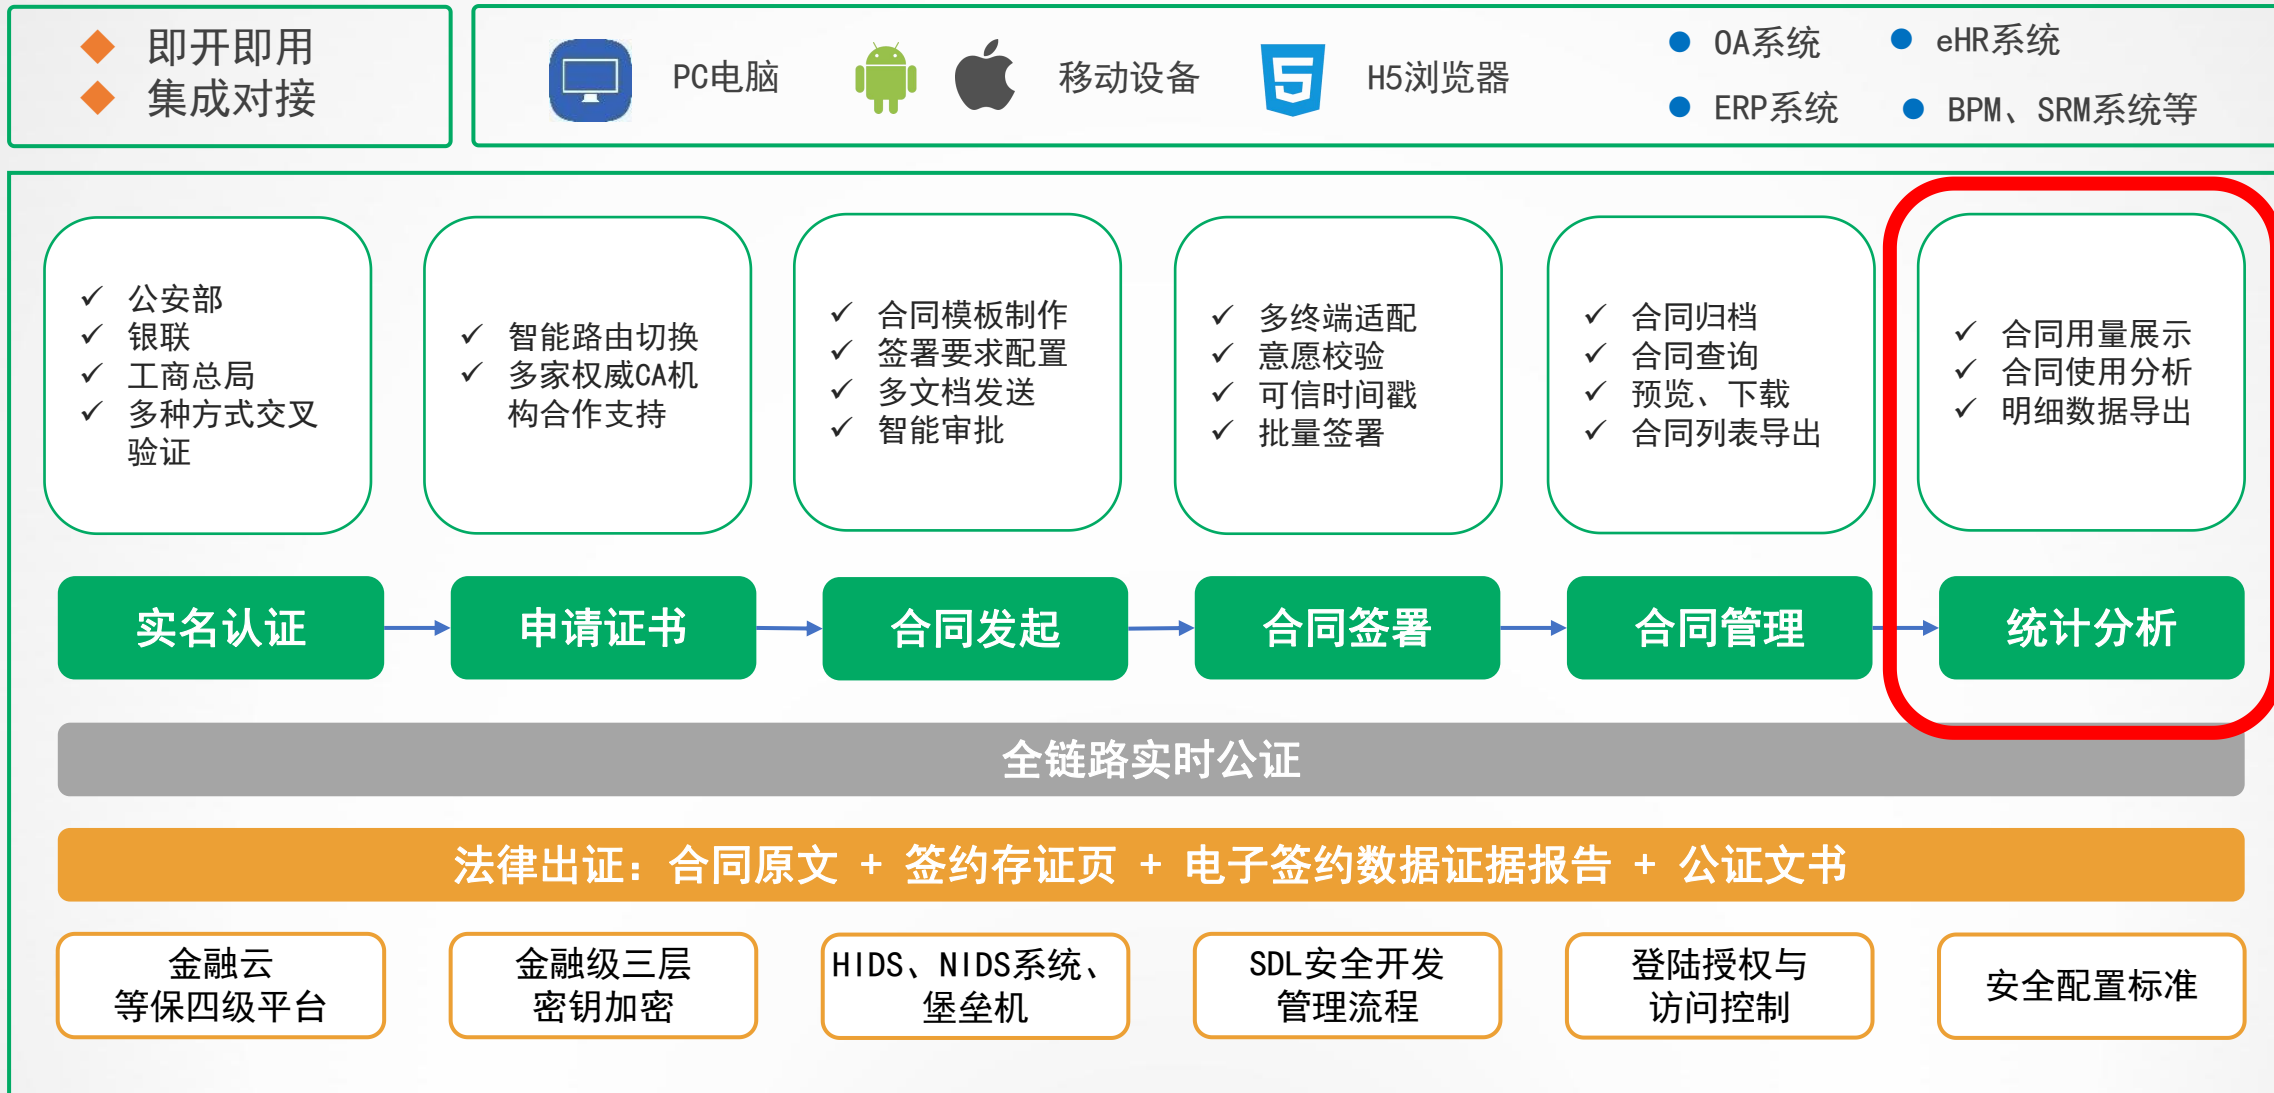 即开即用
集成对接
PC电脑
移动设备
H5浏览器
OA系统
eHR系统
ERP系统
BPM、SRM系统等
公安部
银联
工商总局
多种方式交叉
验证
智能路由切换
多家权威CA机
构合作支持
合同模板制作
签署要求配置
多文档发送
智能审批
多终端适配
意愿校验
可信时间戳
批量签署
合同归档
合同查询
预览、下载
合同列表导出
合同用量展示
合同使用分析
明细数据导出
实名认证
申请证书
合同发起
合同签署
合同管理
统计分析
全链路实时公证
法律出证：合同原文 + 签约存证页 + 电子签约数据证据报告 + 公证文书
金融云
等保四级平台
金融级三层
密钥加密
HIDS、NIDS系统、
堡垒机
SDL安全开发
管理流程
登陆授权与
访问控制
安全配置标准